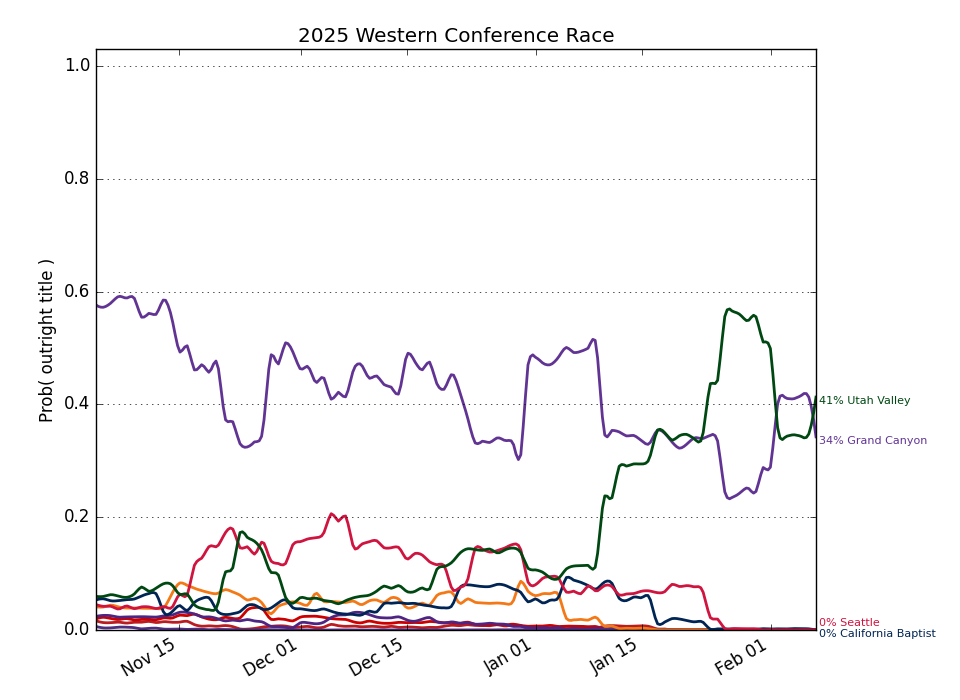 2025 Western Conference Race
1.0
0.8
0.6
0.4
0.2
0.0
Prob( outright title )
41% Utah Valley
34% Grand Canyon
0% Seattle
0% California Baptist
Nov 15
Dec 01
Dec 15
Jan 01
Jan 15
Feb 01